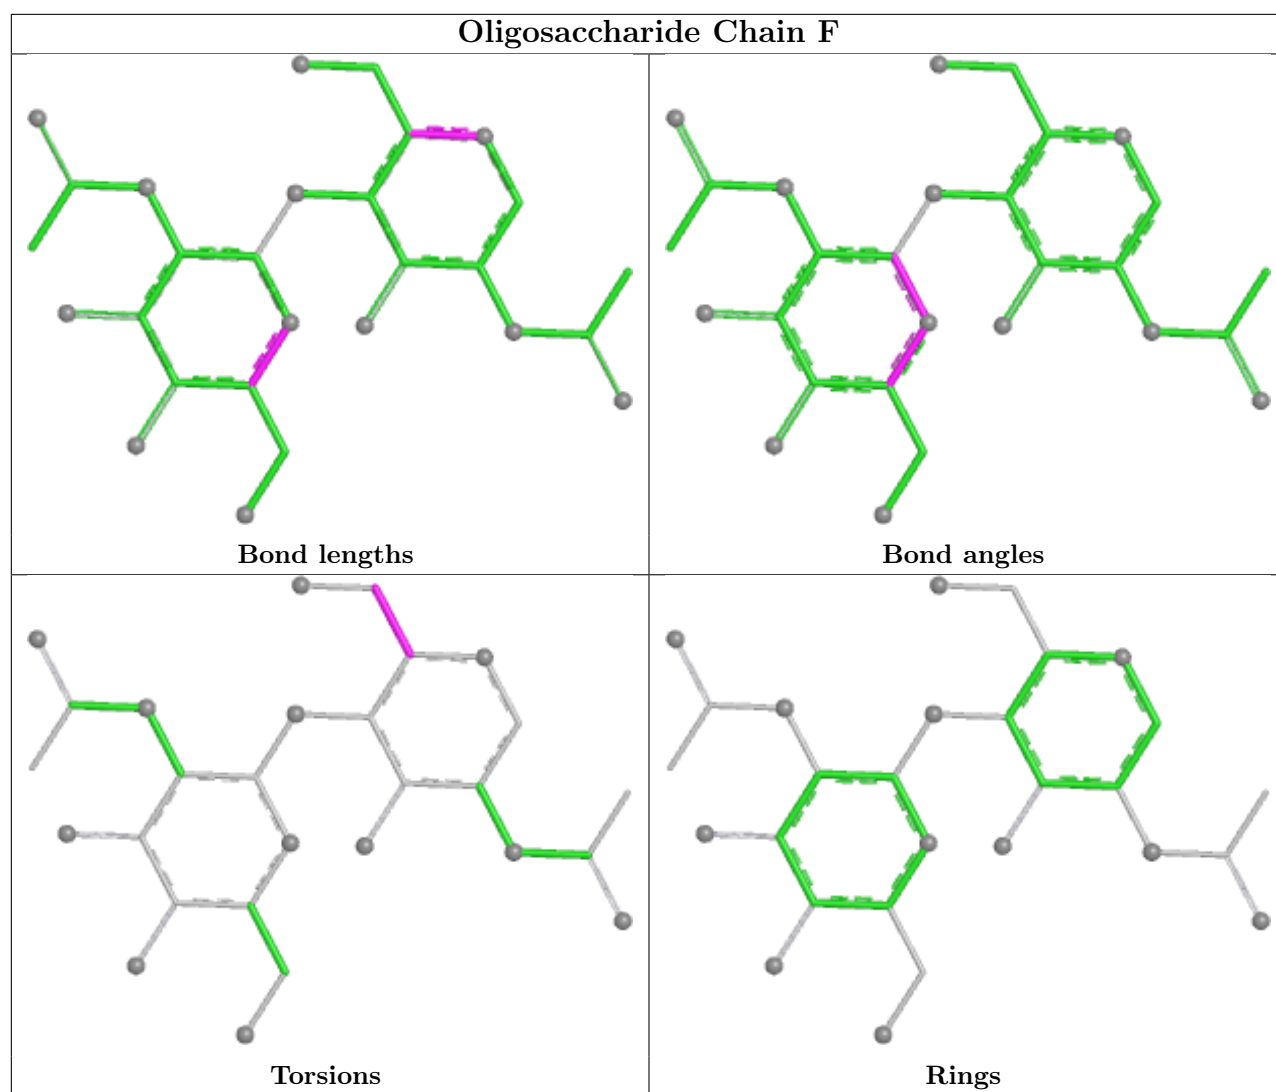 Oligosaccharide Chain F
Bond lengths
Bond angles
Torsions
Rings